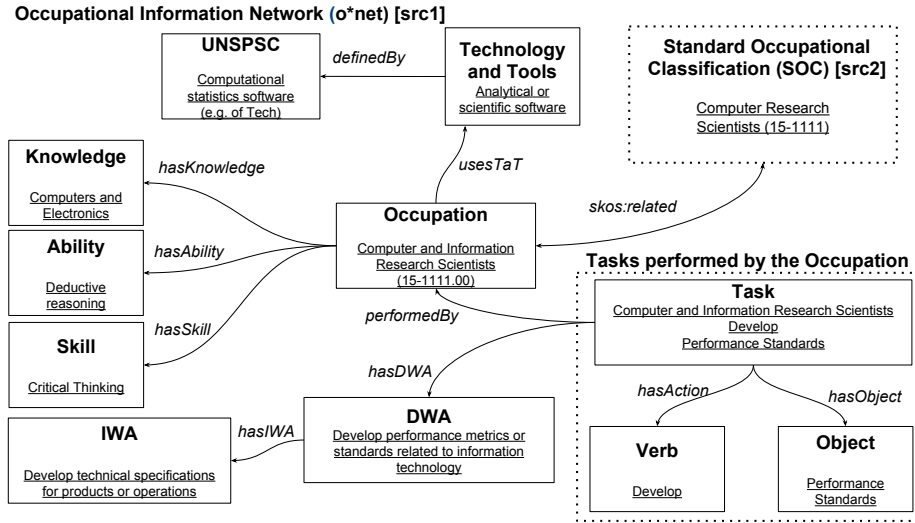 Occupational Information Network (o*net) [src1]
UNSPSC
Computational
statistics software
(e.g. of Tech)
definedBy
Technology
and Tools
Analytical or
scientific software
Standard Occupational
Classification (SOC) [src2]
Computer Research
Scientists (15-1111)
Knowledge
Computers and
Electronics
hasKnowledge
usesTaT
Occupation
Computer and Information
Research Scientists
(15-1111.00)
skos:related
Ability
Deductive
reasoning
hasAbility
Tasks performed by the Occupation
Task
Computer and Information Research Scientists
Develop
Performance Standards
performedBy
Skill
Critical Thinking
hasSkill
hasDWA
hasAction
hasObject
IWA
Develop technical specifications
for products or operations
hasIWA
DWA
Develop performance metrics or
standards related to information
technology
Verb
Develop
Object
Performance
Standards